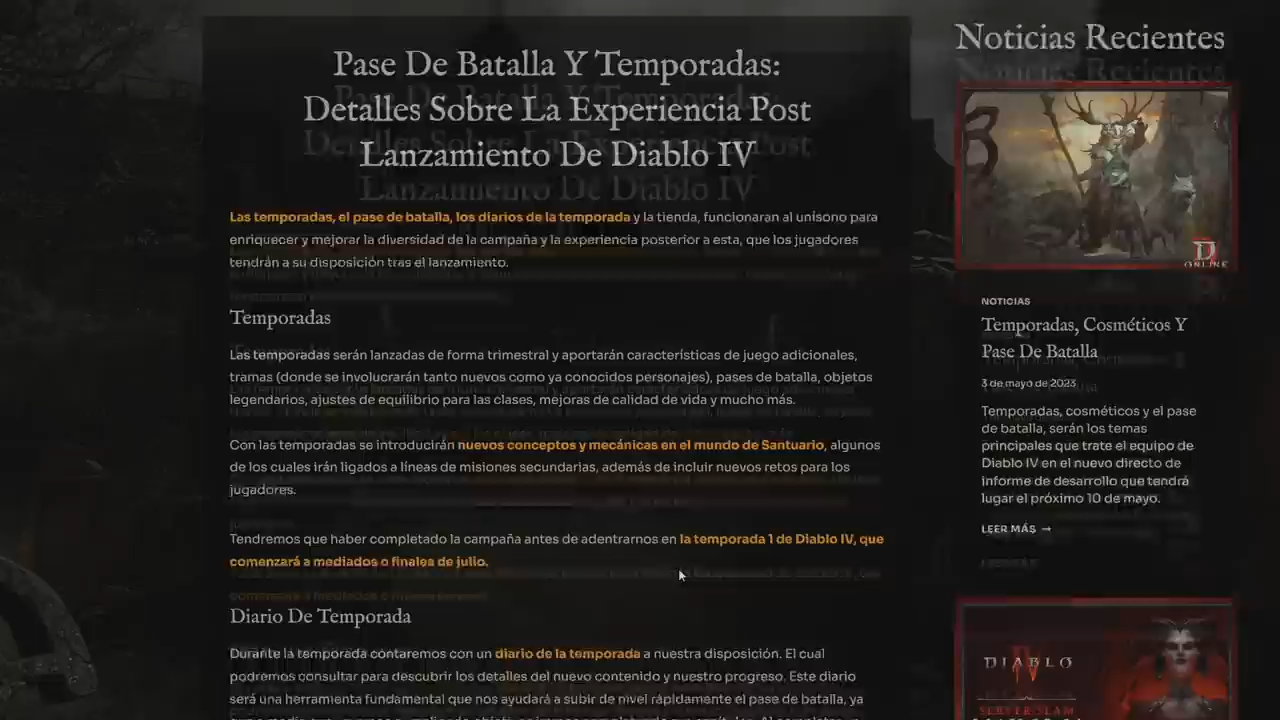 Pase De Batalla Y Temporadas:
Detalles Sobre La Experiencia Post
Lanzamiento De Diablo IV
Las temporadas, el pase de batalla, los diarios de la temporada y la tienda, funcionaran al unísono para
enriquecer y mejorar la diversidad de la campaña y la experiencia posterior a esta, que los jugadores
tendrán a su disposición tras el lanzamiento.
Temporadas
Las temporadas serán lanzadas de forma trimestral y aportarán características de juego adicionales,
tramas (donde se involucrarán tanto nuevos como ya conocidos personajes), pases de batalla, objetos
legendarios, ajustes de equilibrio para las clases, mejoras de calidad de vida y mucho más.
Con las temporadas se introducirán nuevos conceptos y mecánicas en el mundo de Santuario, algunos
de los cuales irán ligados a líneas de misiones secundarias, además de incluir nuevos retos para los
jugadores.
Tendremos que haber completado la campaña antes de adentrarnos en la temporada 1 de Diablo IV, que
comenzará a mediados o finales de julio.
Diario De Temporada
Durante la temporada contaremos con un diario de la temporada a nuestra disposición. El cual
podremos consultar para descubrir los detalles del nuevo contenido y nuestro progreso. Este diario
será una herramienta fundamental que nos ayudará a subir de nivel rápidamente el pase de batalla, ya
Noticias Recientes
D
ONLINE
NOTICIAS
Temporadas, Cosméticos Y
Pase De Batalla
3 de mayo de 2023
Temporadas, cosméticos y el pase
de batalla, serán los temas
principales que trate el equipo de
Diablo IV en el nuevo directo de
informe de desarrollo que tendrá
lugar el próximo 10 de mayo.
LEER MÁS →
DIABLO
IV
SERVER SLAM